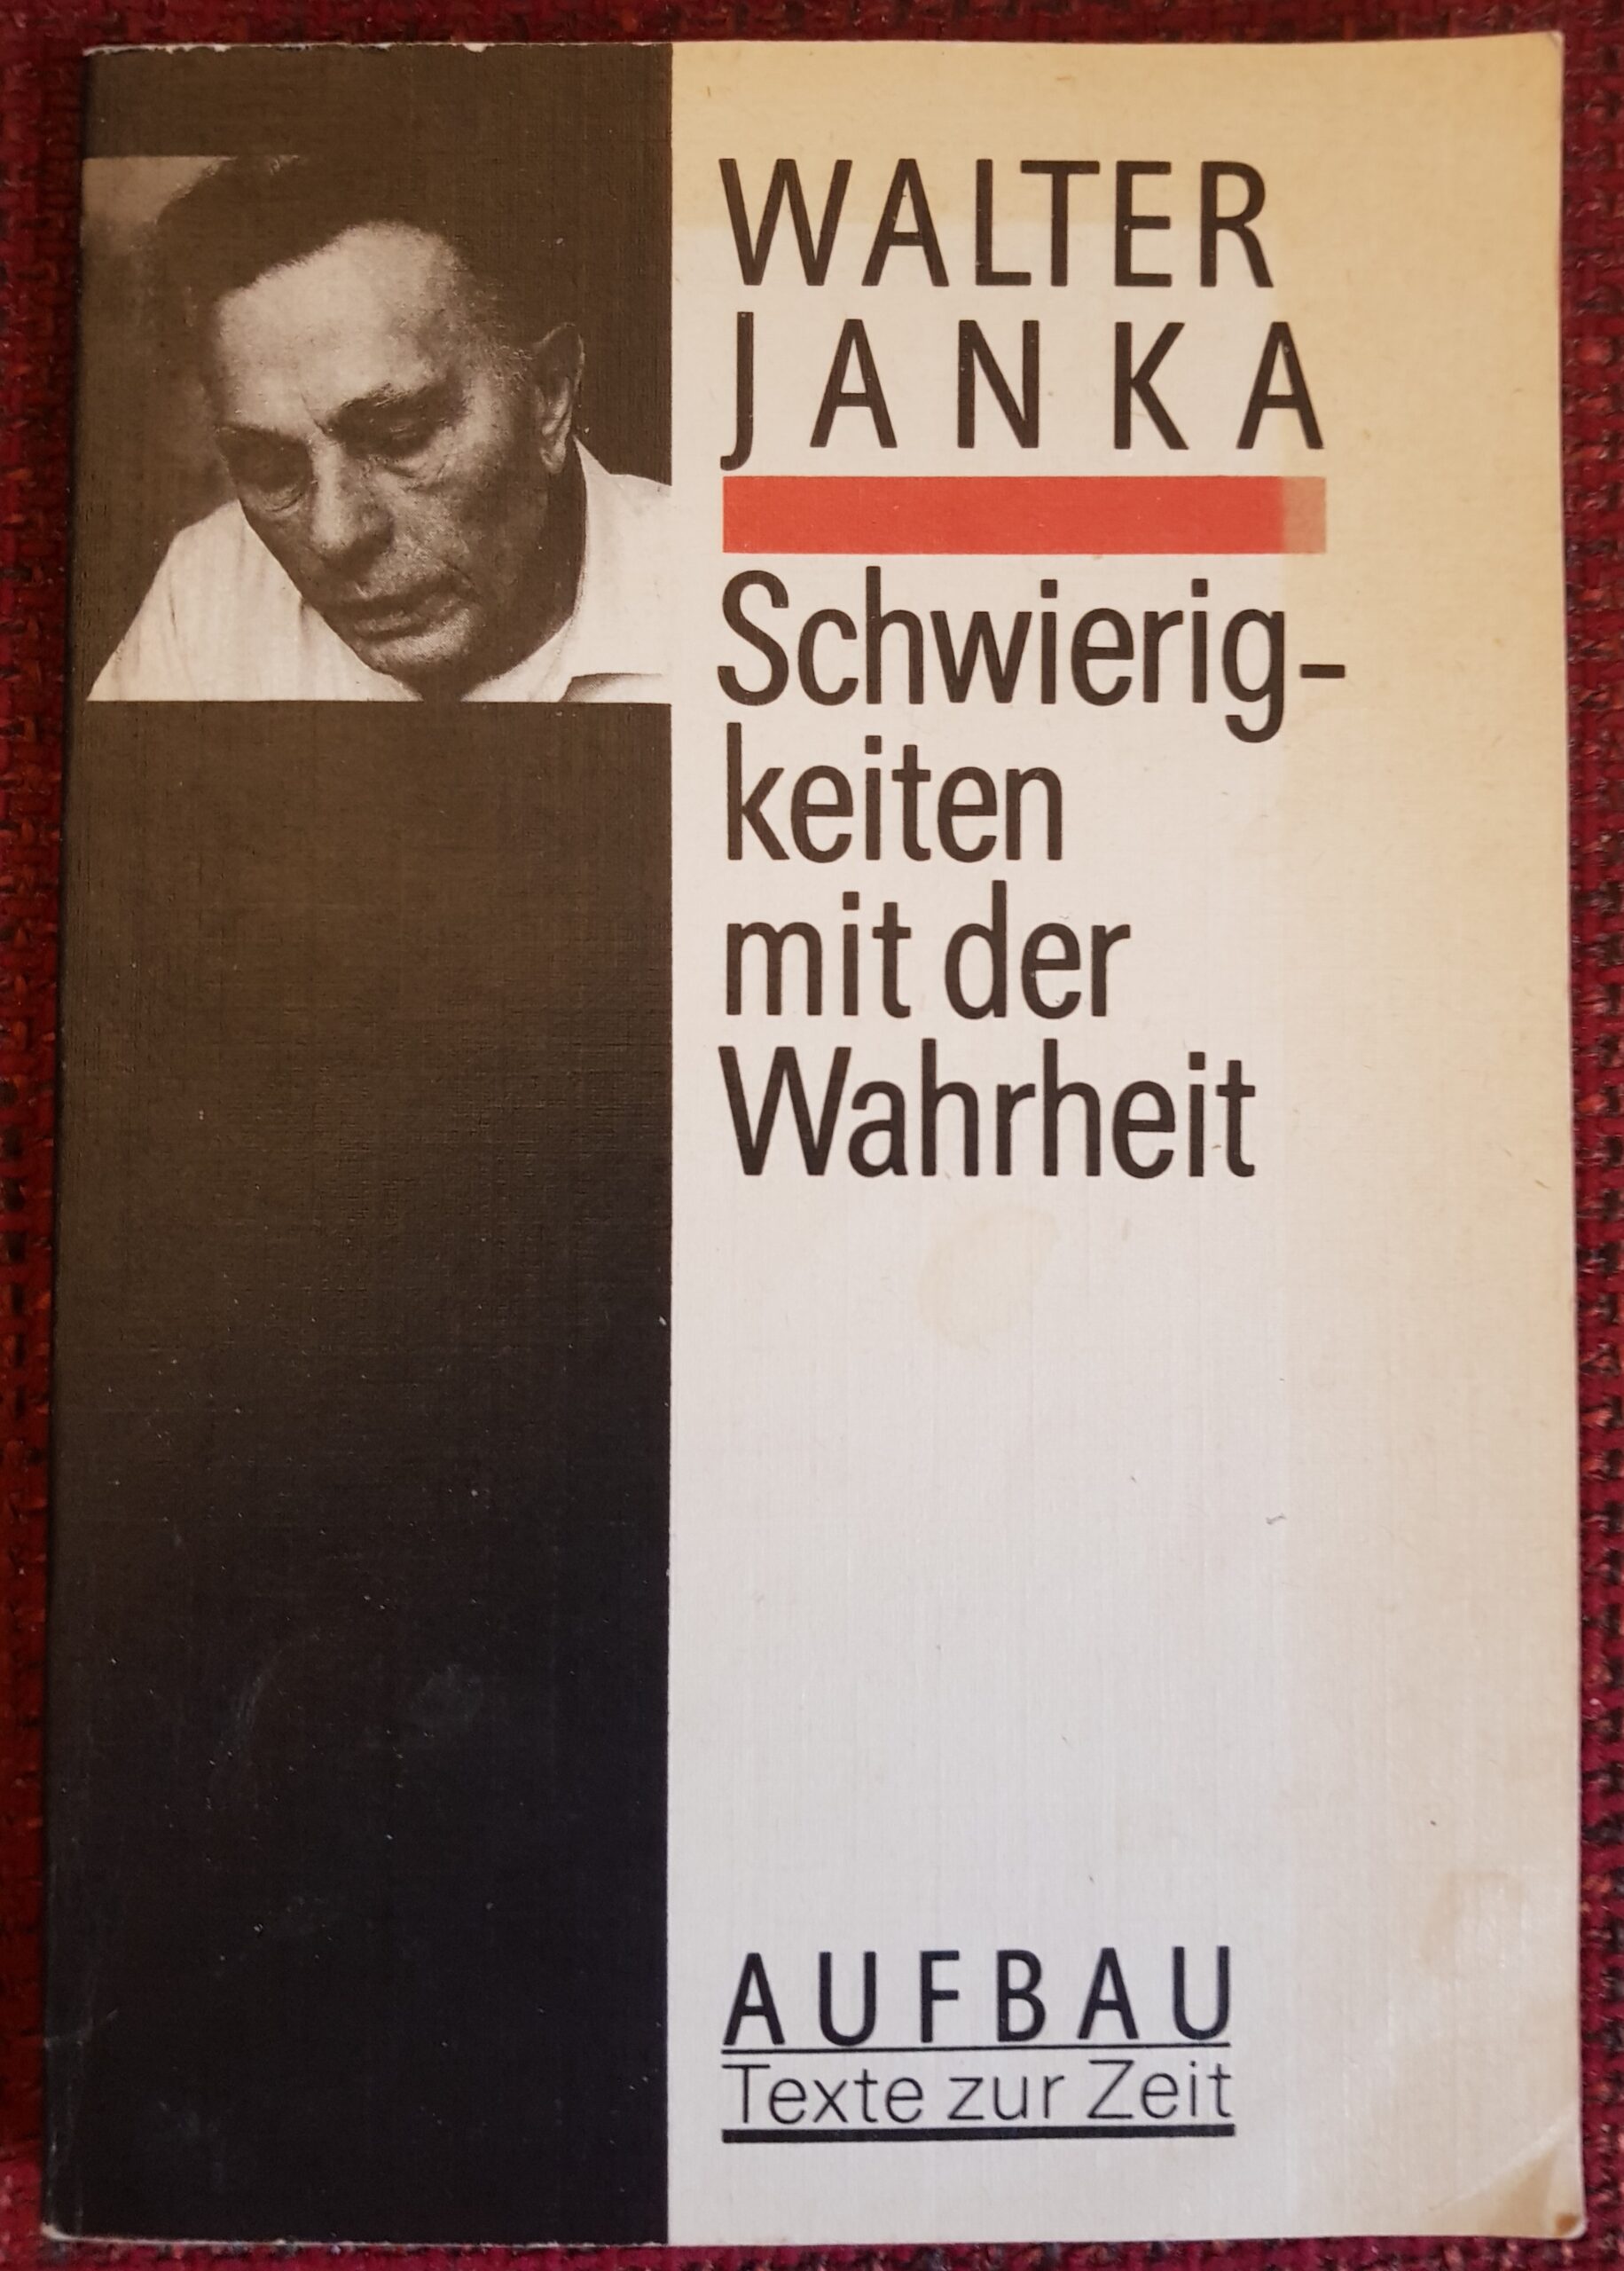 WALTER
JANKA
Schwierig-
keiten
mit der
Wahrheit
AUFBAU
Texte zur Zeit